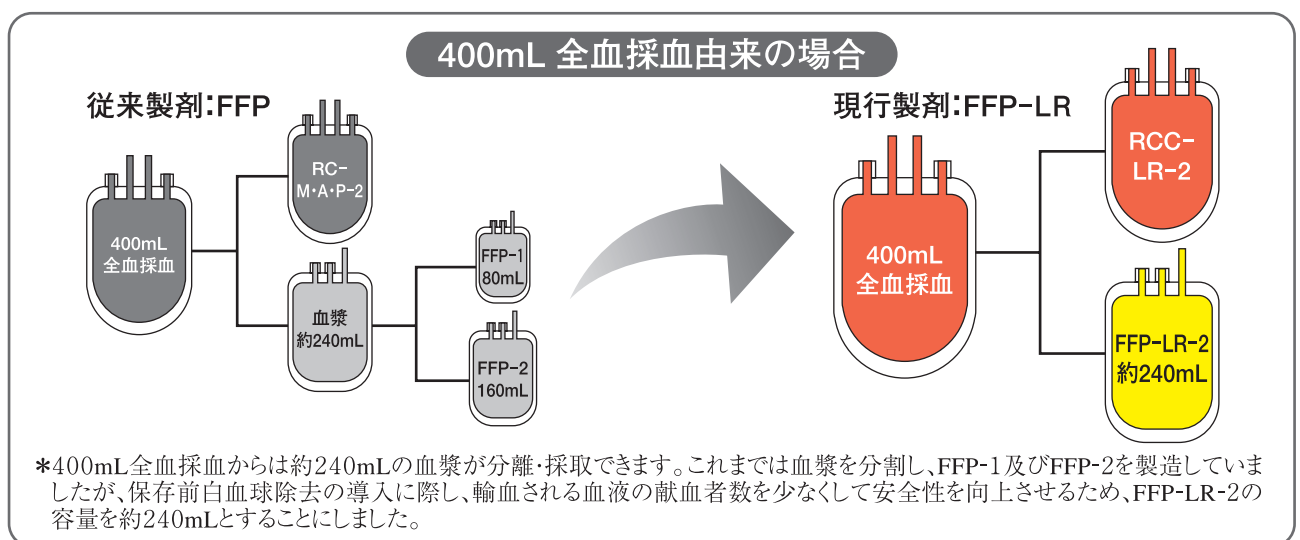 400mL 全血採血由来の場合
従来製剤:FFP
400mL
全血採血
RC-
M・A・P-2
血漿
約240mL
FFP-1
80mL
FFP-2
160mL
現行製剤:FFP-LR
400mL
全血採血
RCC-
LR-2
FFP-LR-2
約240mL
*400mL全血採血からは約240mLの血漿が分離・採取できます。これまでは血漿を分割し、FFP-1及びFFP-2を製造していま
したが、保存前白血球除去の導入に際し、輸血される血液の献血者数を少なくして安全性を向上させるため、FFP-LR-2の
容量を約240mLとすることにしました。